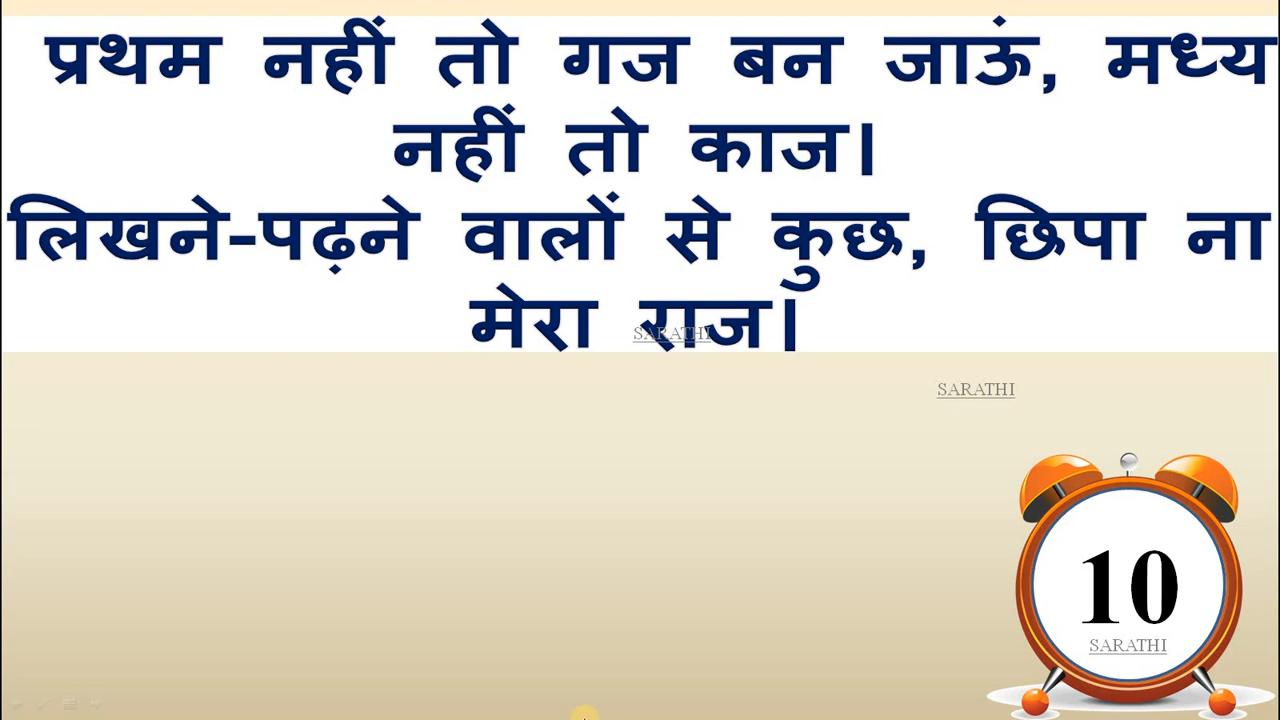 प्रथम नहीं तो गज बन जाऊं, मध्य
नहीं तो काज।
लिखने-पढ़ने वालों से कुछ, छिपा ना
मेरा राज।
SARATHI
SARATHI
10
SARATHI